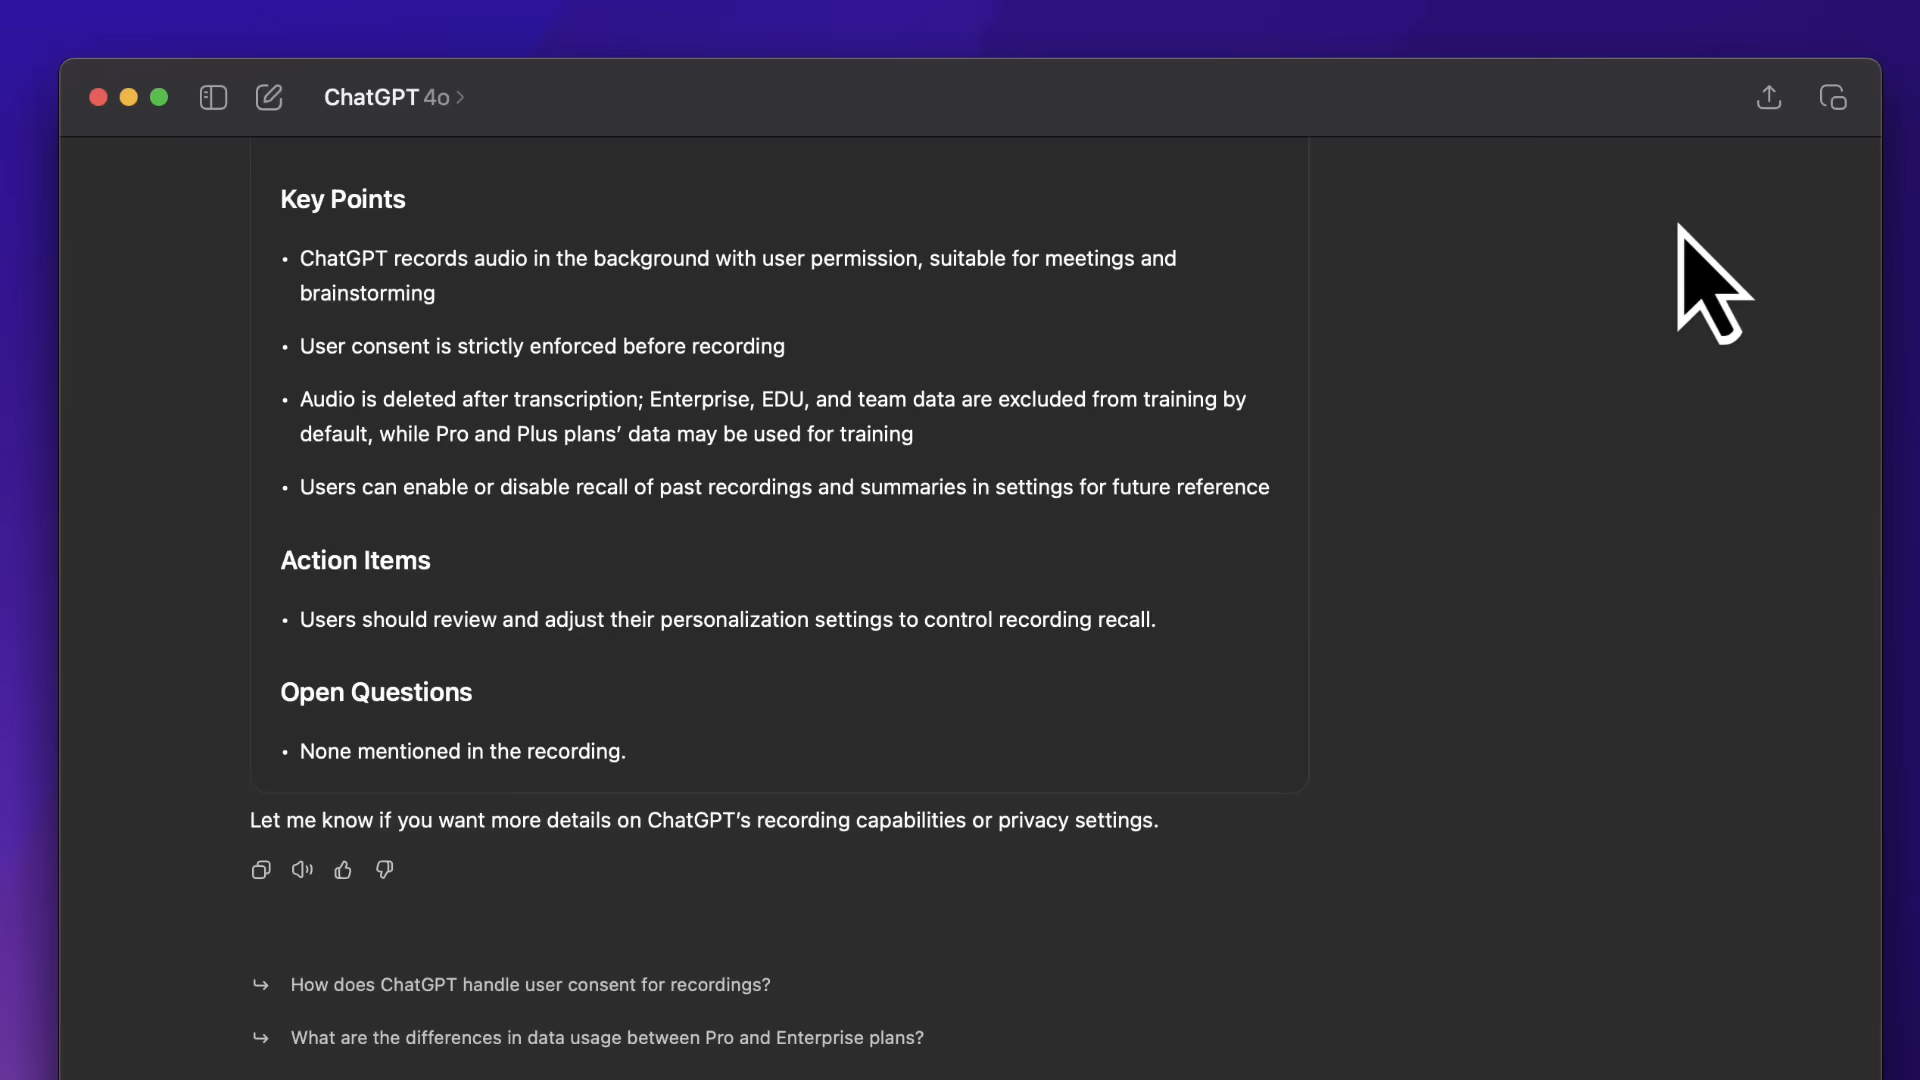 ChatGPT 4o
Key Points
• ChatGPT records audio in the background with user permission, suitable for meetings and
brainstorming
• User consent is strictly enforced before recording
• Audio is deleted after transcription; Enterprise, EDU, and team data are excluded from training by
default, while Pro and Plus plans’ data may be used for training
• Users can enable or disable recall of past recordings and summaries in settings for future reference
Action Items
• Users should review and adjust their personalization settings to control recording recall.
Open Questions
• None mentioned in the recording.
Let me know if you want more details on ChatGPT’s recording capabilities or privacy settings.
How does ChatGPT handle user consent for recordings?
What are the differences in data usage between Pro and Enterprise plans?